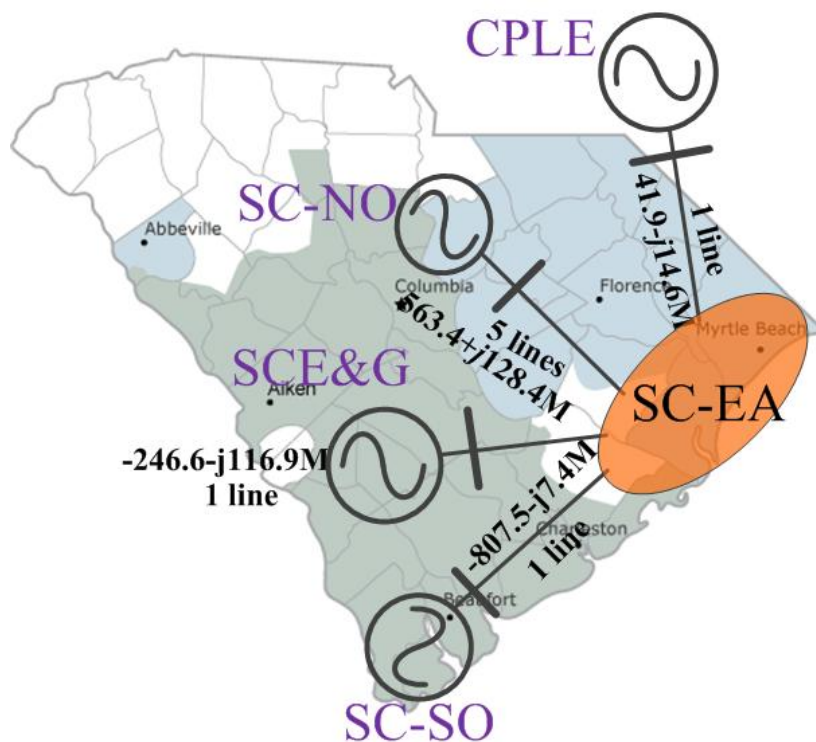 CPLE
1 line
41.9-j14.6M
SC-NO
Abbeville
Columbia
Florence
5 lines
563.4+j128.4M
Myrtle Beach
SCE&G
Aiken
SC-EA
-246.6-j116.9M
1 line
-807.5-j7.4M
1 line
Charleston
Beaufort
SC-SO